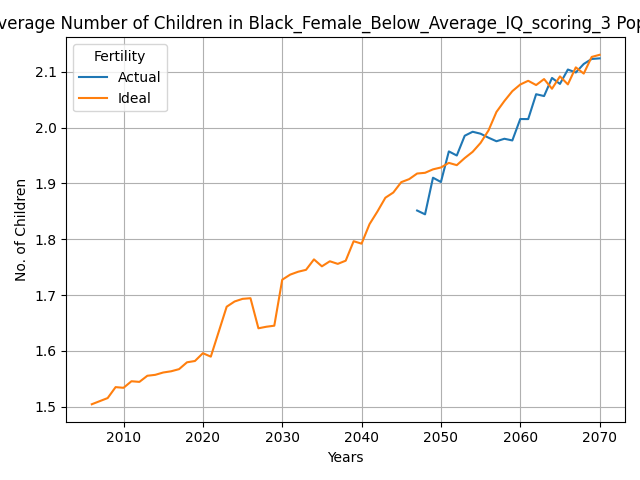 verage Number of Children in Black_Female_Below_Average_IQ_scoring_3 Pop
Fertility
Actual
Ideal
2.1
2.0
1.9
1.8
1.7
1.6
1.5
No. of Children
2010 2020 2030 2040 2050 2060 2070
Years